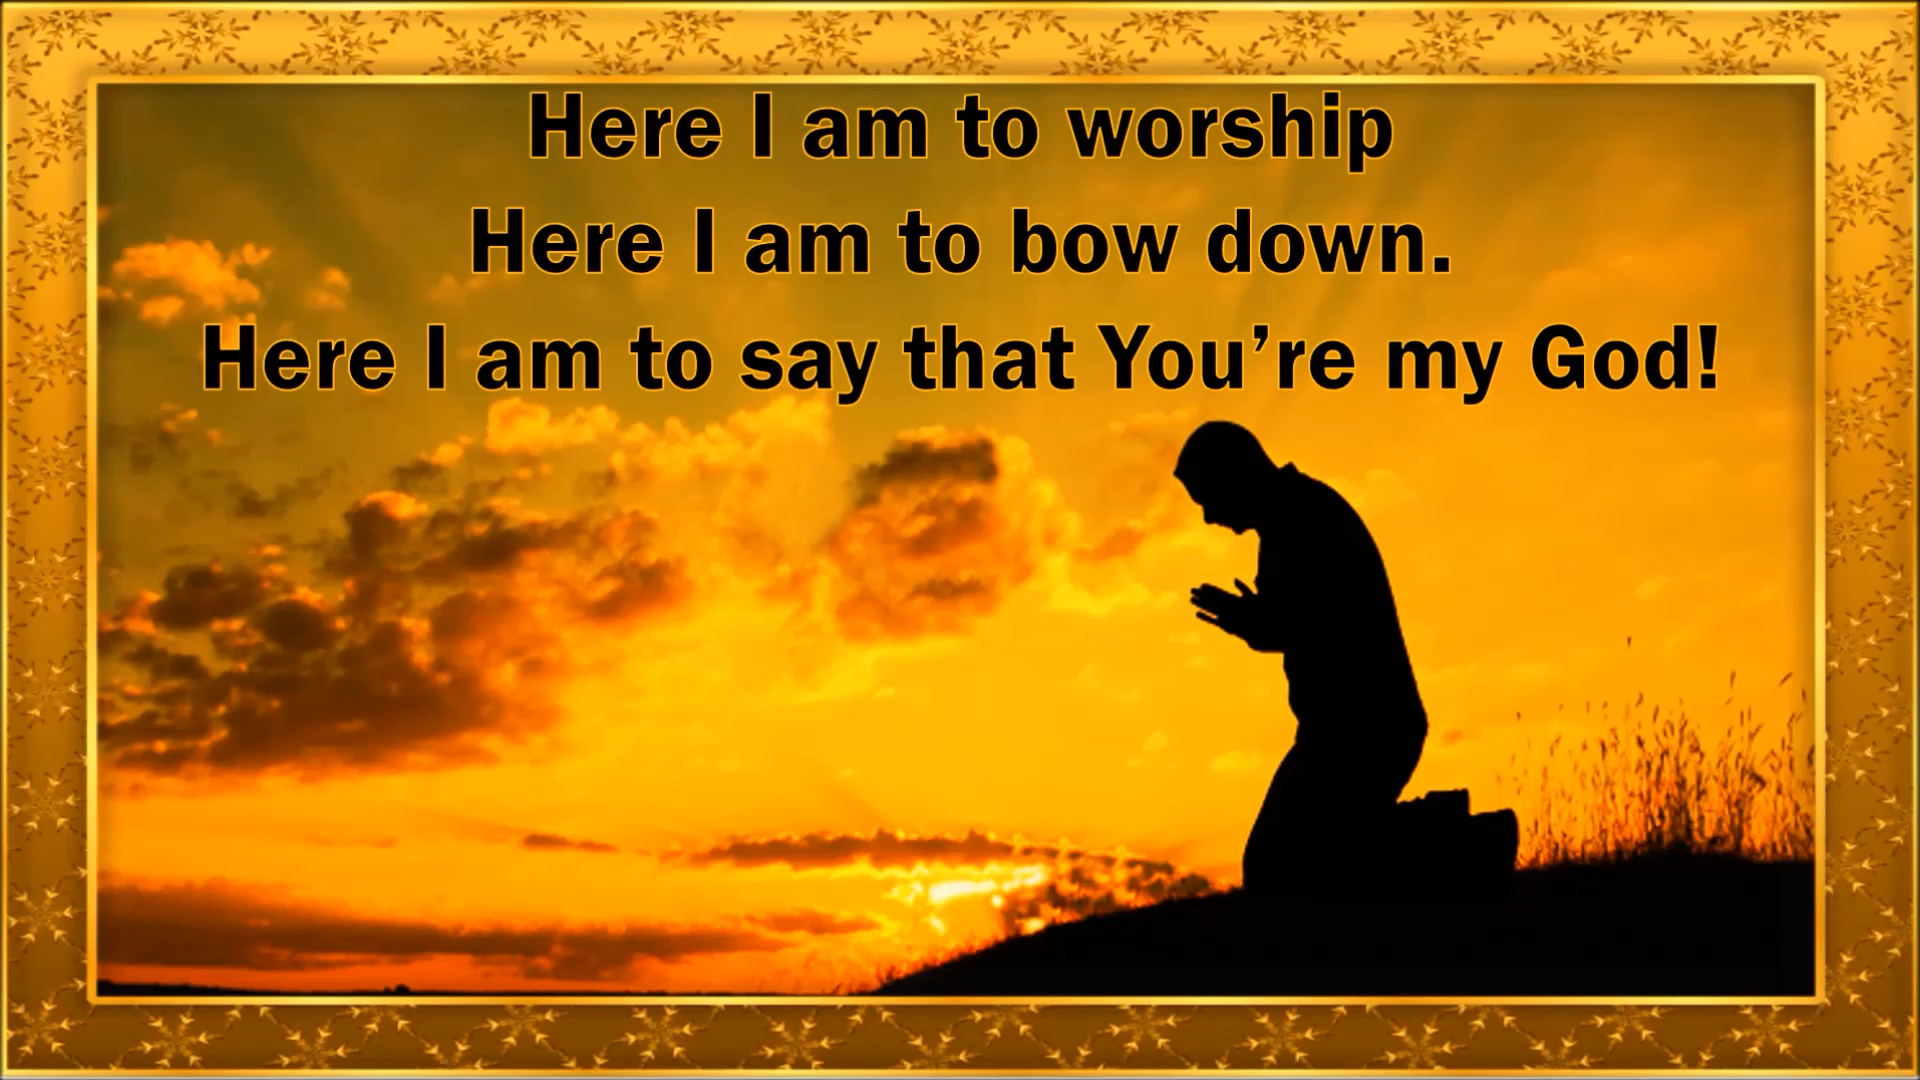 Here I am to worship
Here I am to bow down.
Here I am to say that You’re my God!